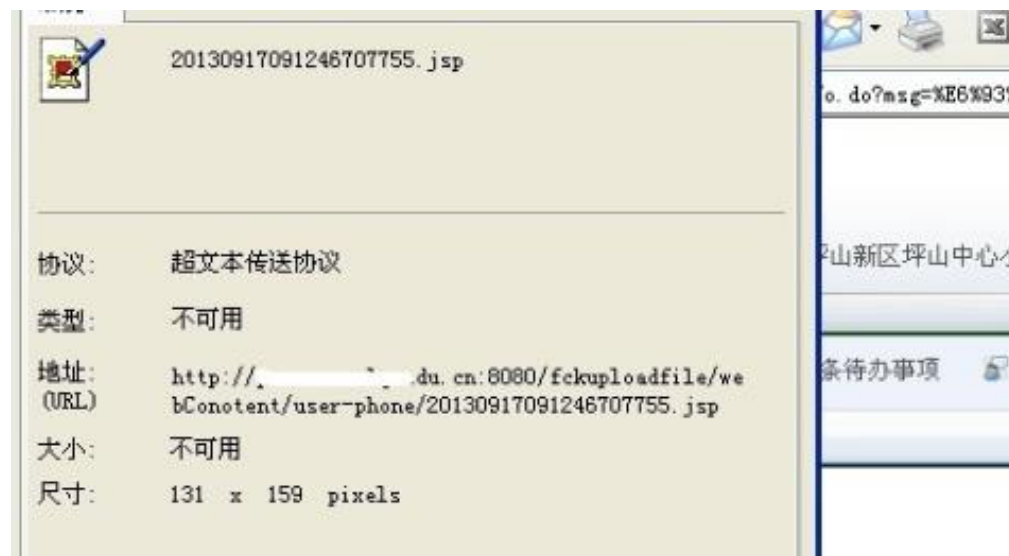 20130917091246707755.jsp
协议: 超文本传送协议
类型: 不可用
地址: http://
.du.cn:8080/fckuploadfile/we
(URL) bConotent/user-phone/20130917091246707755.jsp
大小: 不可用
尺寸: 131 x 159 pixels
o.do?msg=%E6%93%
山新区坪山中心
条待办事项